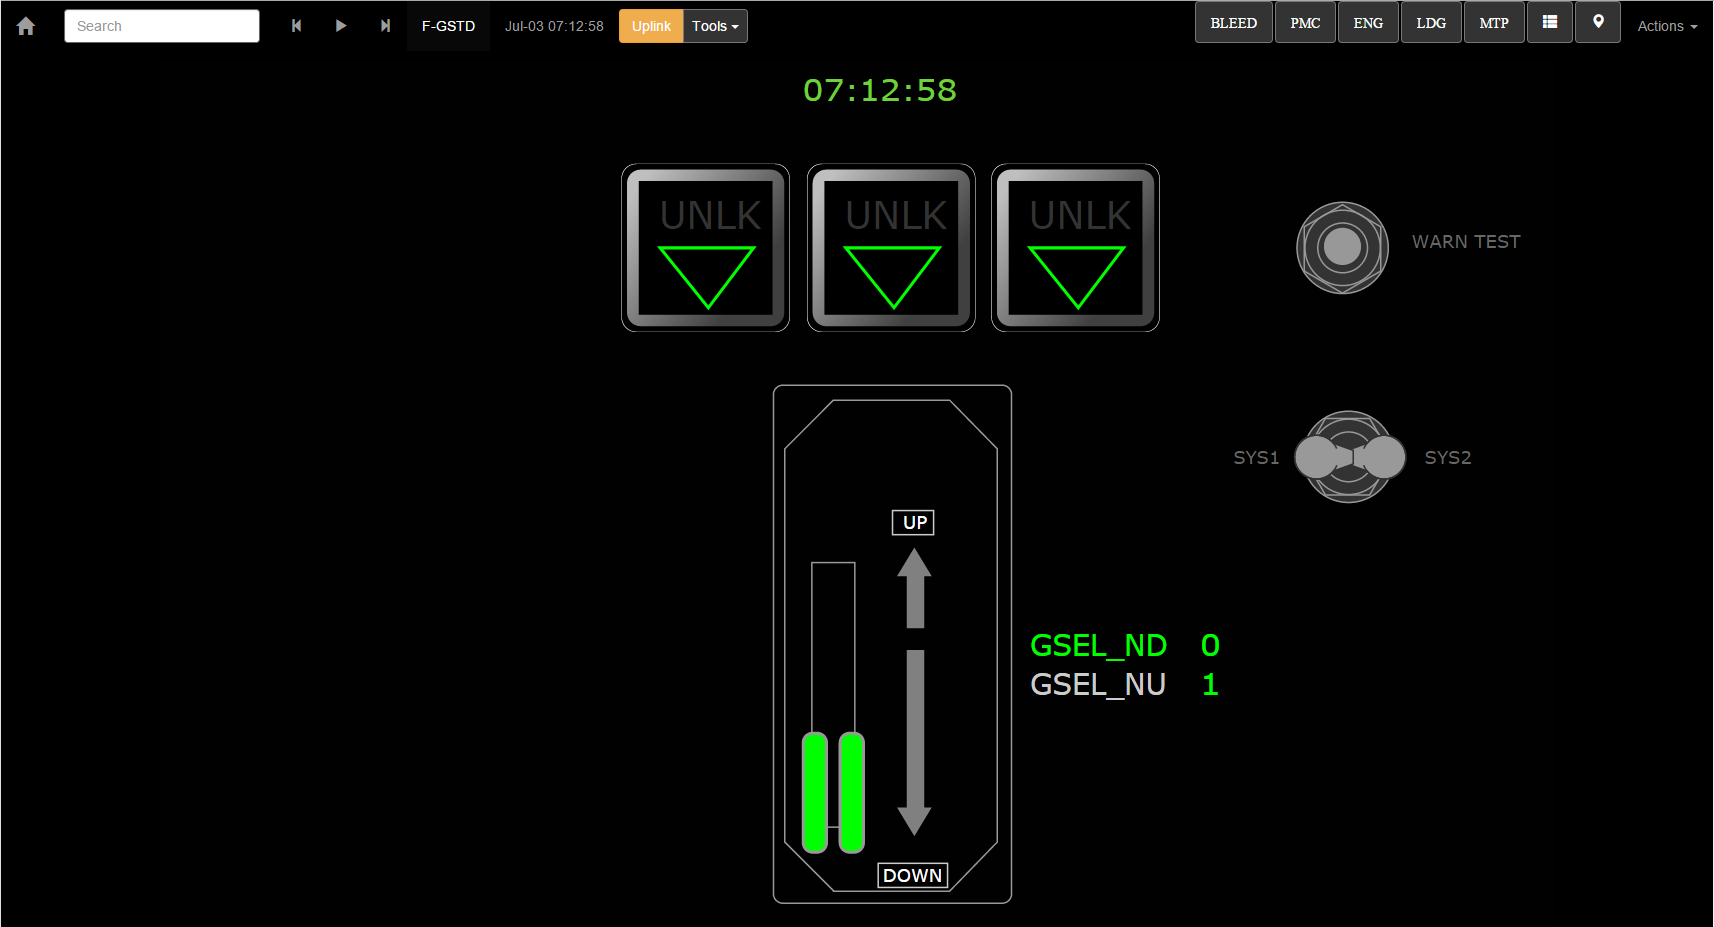 Search
F-GSTD
Jul-03 07:12:58
Uplink
Tools
BLEED
PMC
ENG
LDG
MTP
Actions
07:12:58
UNLK UNLK UNLK
WARN TEST
SYS1 SYS2
UP
GSEL_ND 0
GSEL_NU 1
DOWN